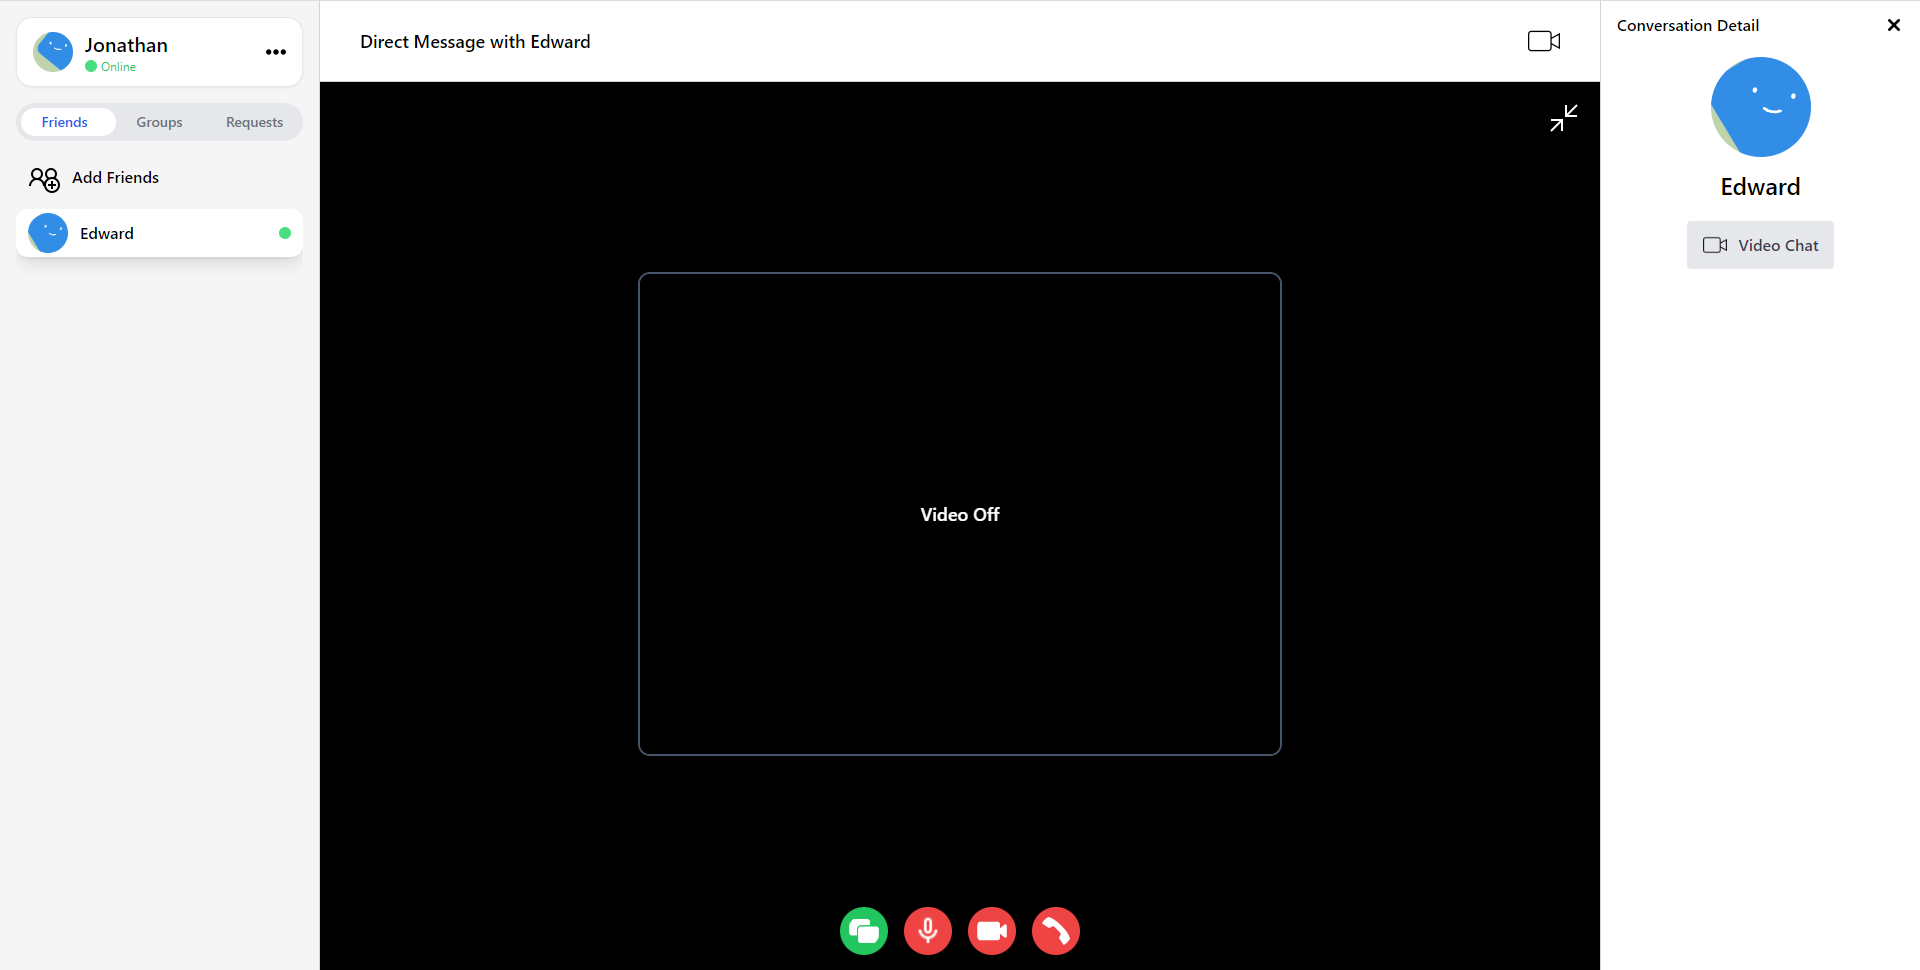 Jonathan
Online
Friends
Groups
Requests
Add Friends
Edward
Direct Message with Edward
Video Off
Conversation Detail
Edward
Video Chat